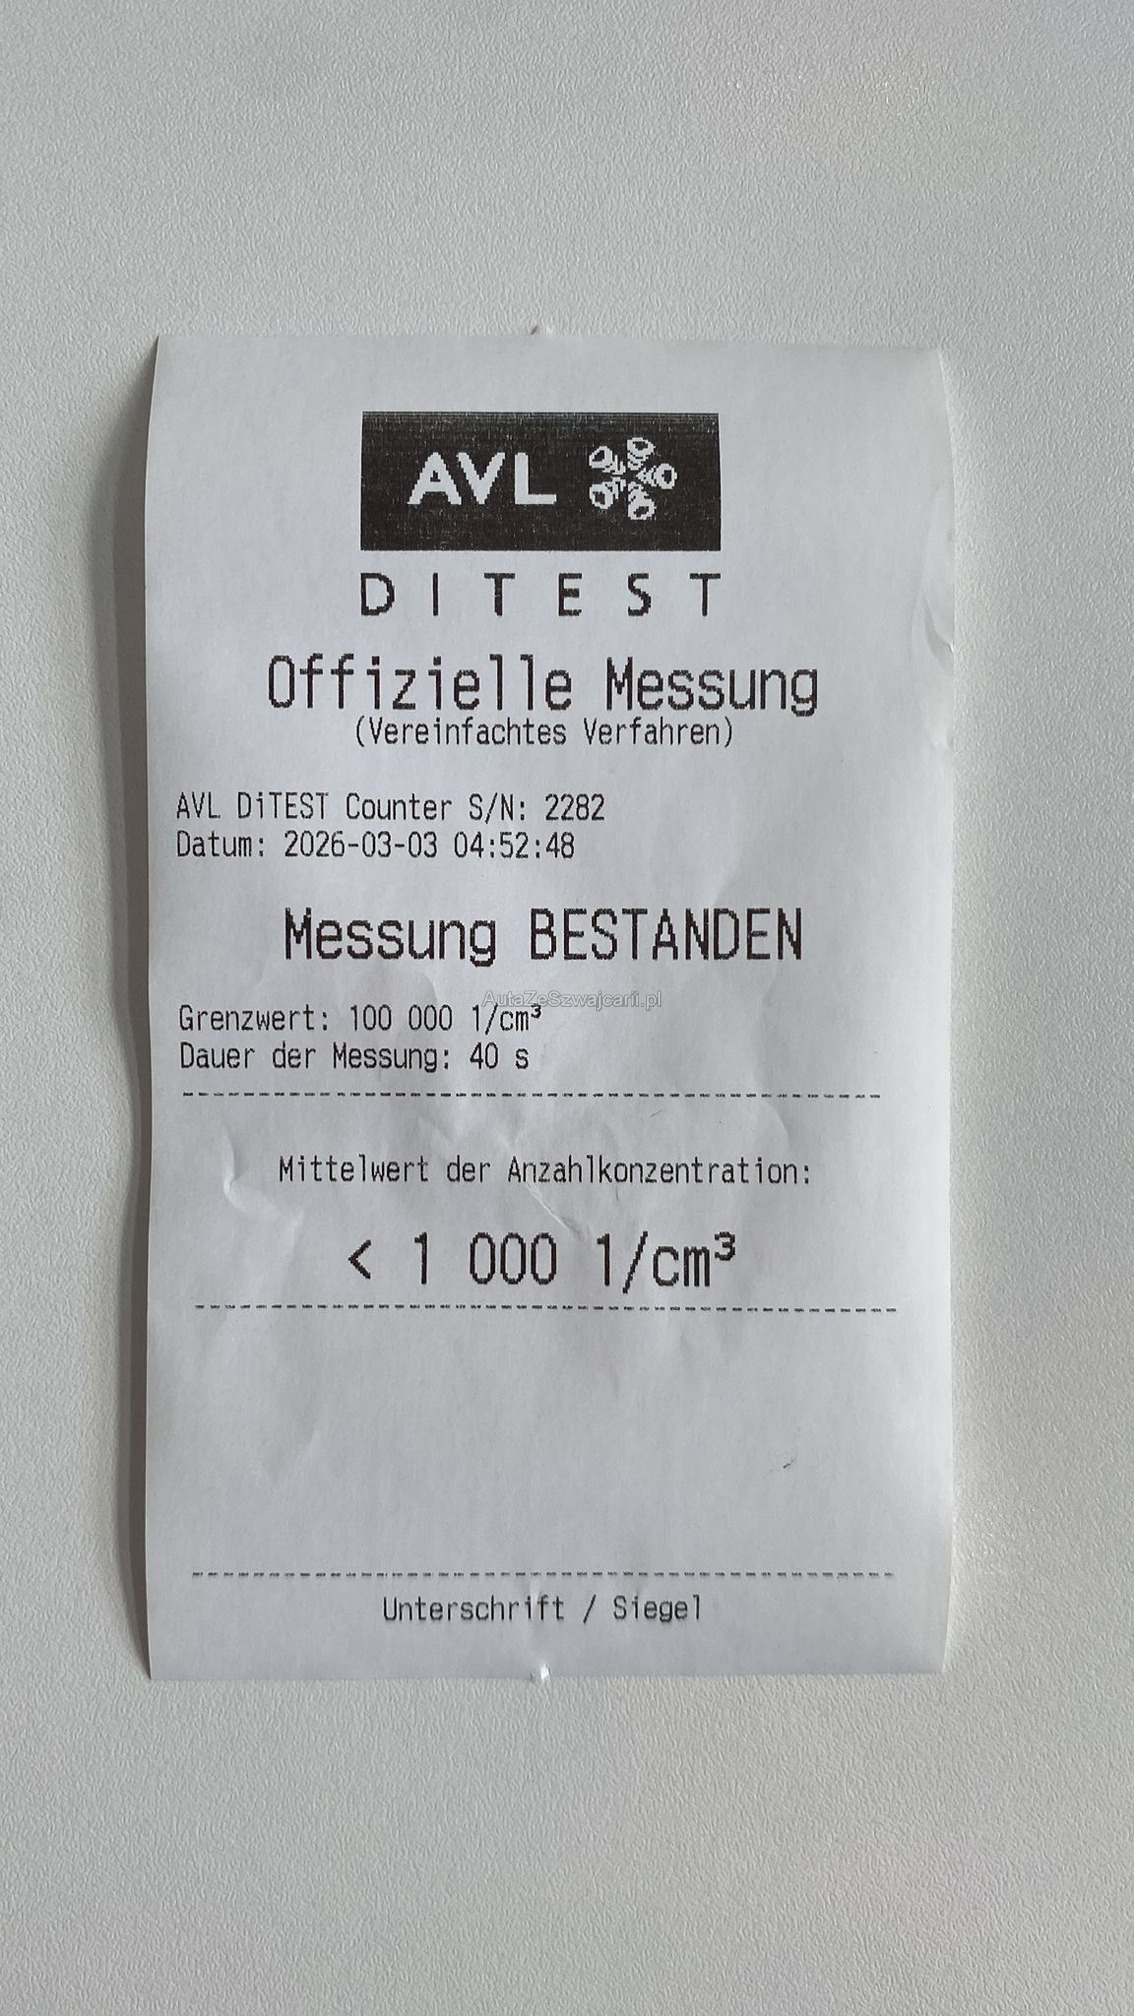 AVL
DITEST
Offizielle Messung
(Vereinfachtes Verfahren)
AVL DiTEST Counter S/N: 2282
Datum: 2026-03-03 04:52:48
Messung BESTANDEN
AutaZeSzwajcarii.pl
Grenzwert: 100 000 1/cm³
Dauer der Messung: 40 s
Mittelwert der Anzahlkonzentration:
< 1 000 1/cm³
Unterschrift / Siegel